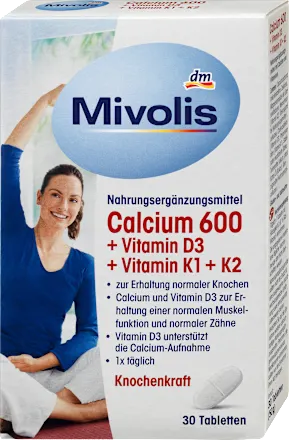 dm
Mivolis
Nahrungsergänzungsmittel
Calcium 600
+ Vitamin D3
+ Vitamin K1 + K2
• zur Erhaltung normaler Knochen
• Calcium und Vitamin D3 zur Er-
haltung einer normalen Muskel-
funktion und normaler Zähne
• Vitamin D3 unterstützt
die Calcium-Aufnahme
• 1x täglich
Knochenkraft
30 Tabletten